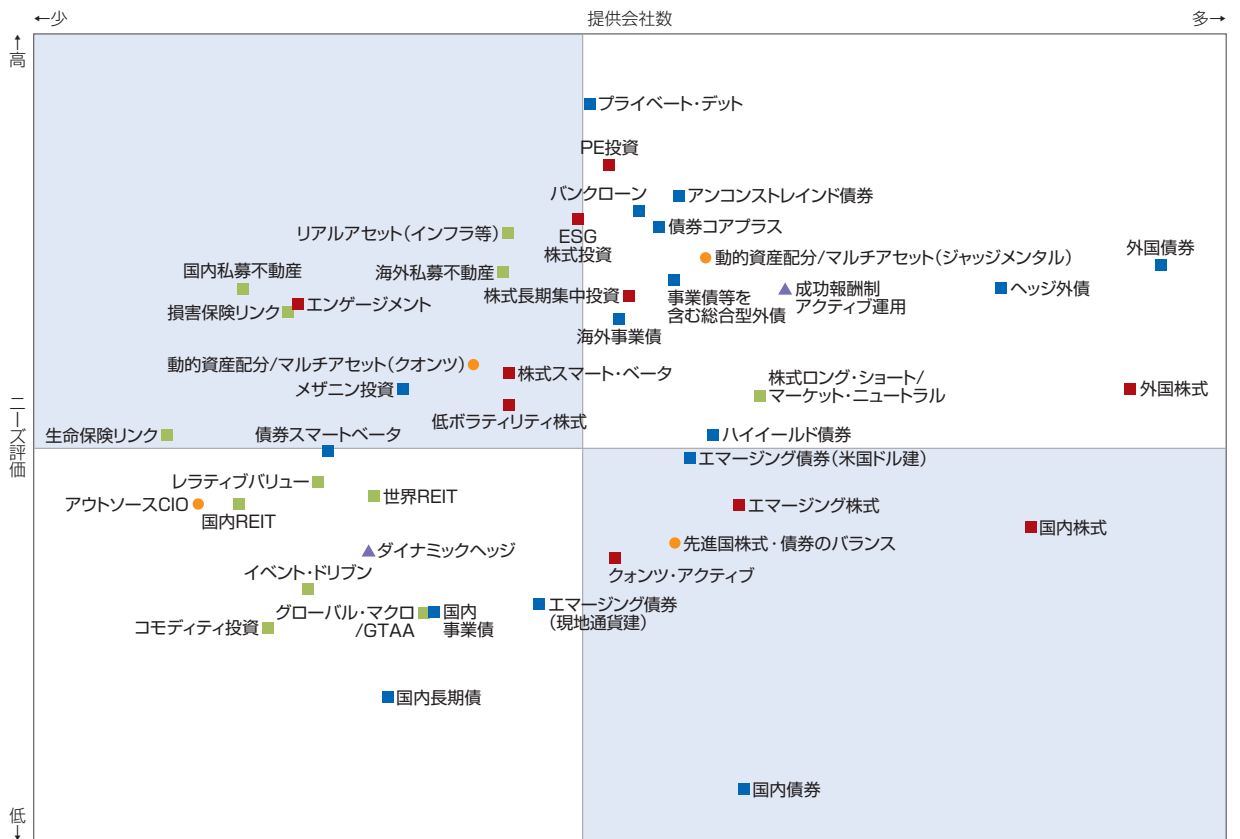 ←少
提供会社数
多→
↑高
プライベート・デット
PE投資
バンクローン
アンコンストレインド債券
ESG
株式投資
債券コアプラス
リアルアセット(インフラ等)
動的資産配分/マルチアセット(ジャッジメンタル)
外国債券
国内私募不動産
海外私募不動産
株式長期集中投資
事業債等を
含む総合型外債
成功報酬制
アクティブ運用
ヘッジ外債
エンゲージメント
損害保険リンク
海外事業債
動的資産配分/マルチアセット(クオンツ)
株式スマート・ベータ
メザニン投資
株式ロング・ショート/
マーケット・ニュートラル
外国株式
低ボラティリティ株式
ニーズ評価
生命保険リンク
債券スマートベータ
ハイイールド債券
エマージング債券(米国ドル建)
レラティブバリュー
世界REIT
アウトソースCIO
国内REIT
エマージング株式
国内株式
ダイナミックヘッジ
先進国株式・債券のバランス
クォンツ・アクティブ
イベント・ドリブン
エマージング債券
(現地通貨建)
グローバル・マクロ
/GTAA
国内
事業債
コモディティ投資
国内長期債
国内債券
低↓